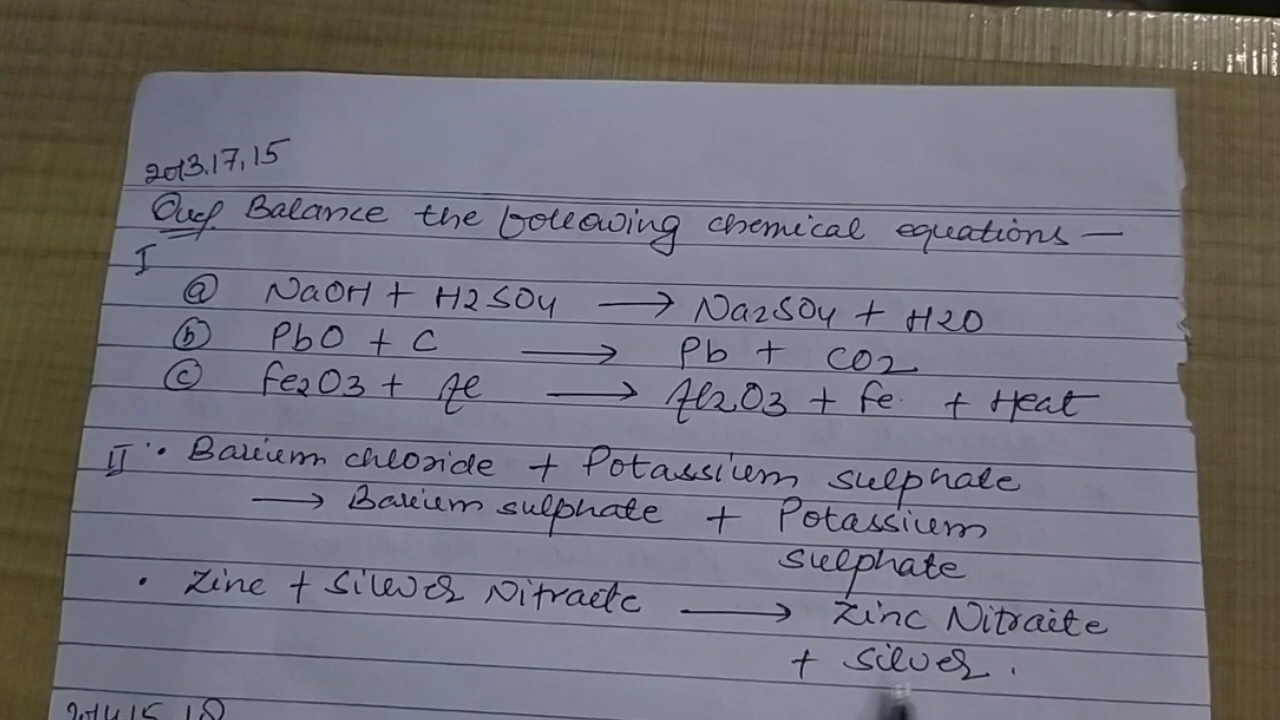 2013.17,15
Ques. Balance the following chemical equations —
I
(a) NaOH + H2SO4 → Na2SO4 + H2O
(b) PbO + C → Pb + CO2
(c) Fe2O3 + Al → Al2O3 + Fe. + Heat
II • Barium chloride + Potassium sulphate
→ Barium sulphate + Potassium
sulphate
• Zinc + Silver Nitrate → Zinc Nitrate
+ Silver.